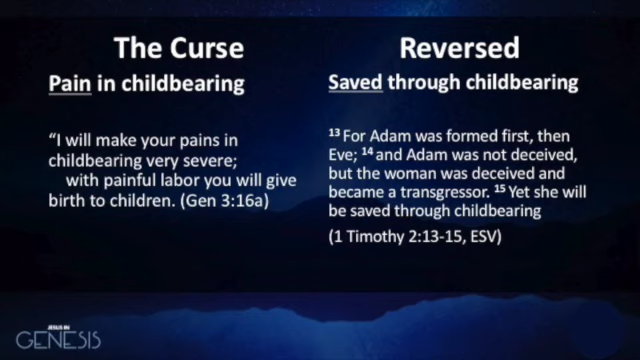 The Curse
Pain in childbearing
“I will make your pains in
childbearing very severe;
with painful labor you will give
birth to children. (Gen 3:16a)
Reversed
Saved through childbearing
¹³ For Adam was formed first, then
Eve; ¹⁴ and Adam was not deceived,
but the woman was deceived and
became a transgressor. ¹⁵ Yet she will
be saved through childbearing
(1 Timothy 2:13-15, ESV)
JESUS IN
GENESIS